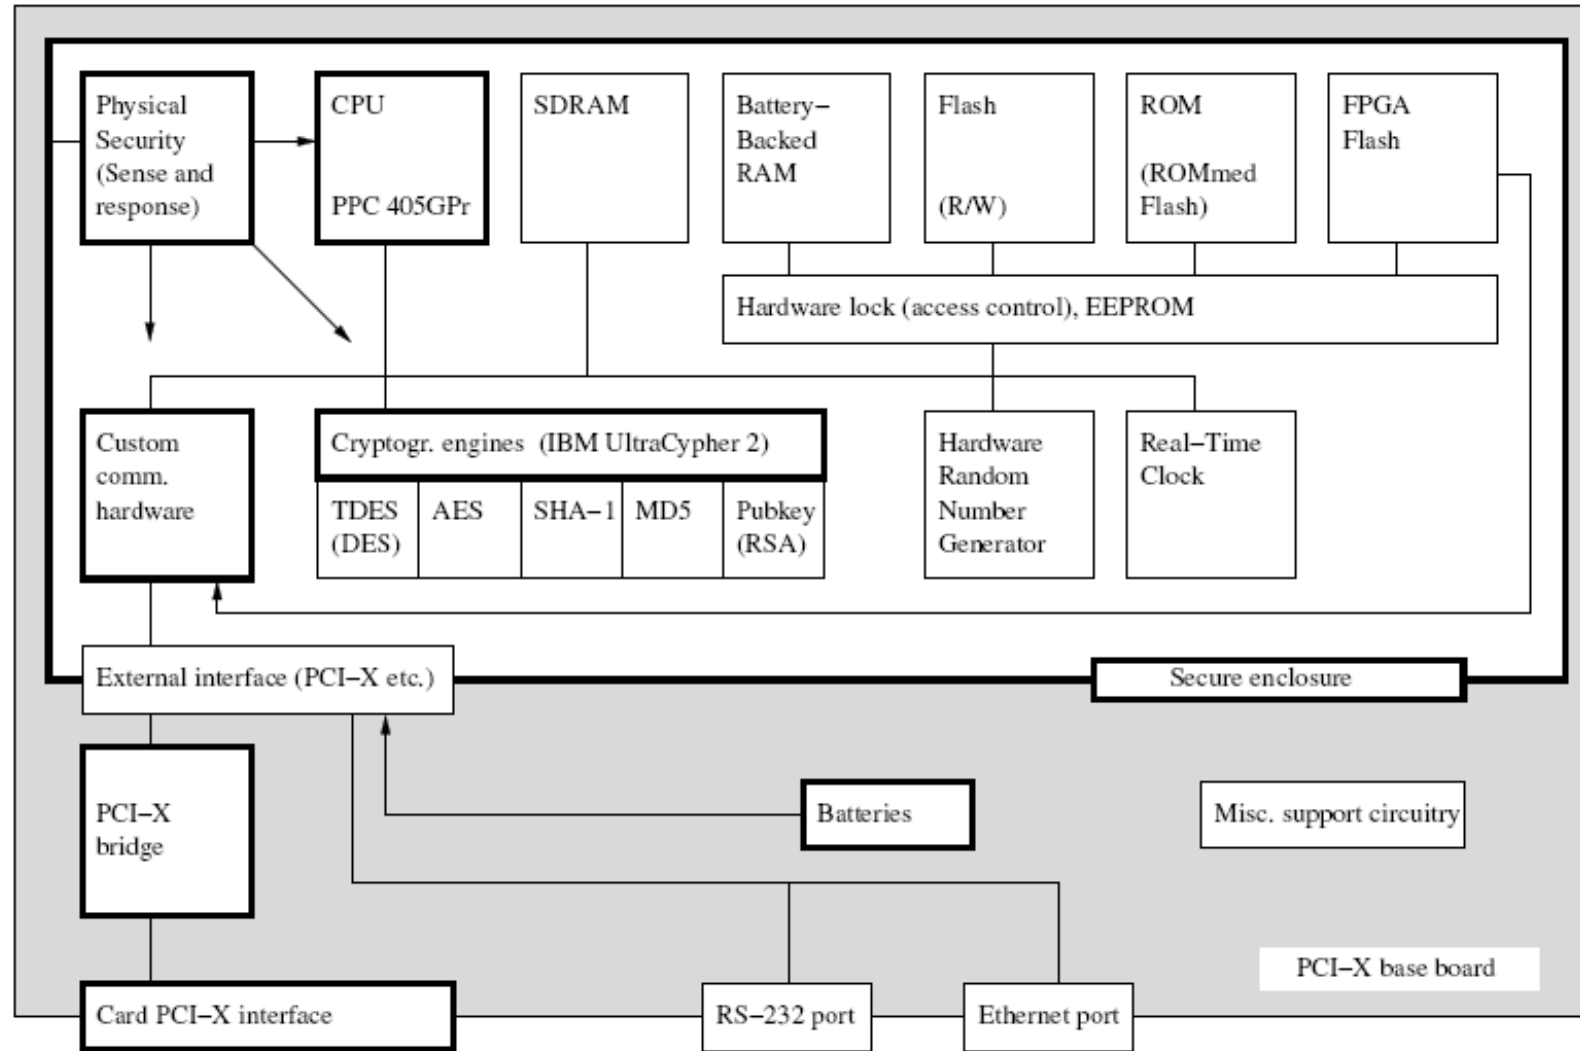 Physical
Security
(Sense and
response)
CPU
PPC 405GPr
SDRAM
Battery-
Backed
RAM
Flash
(R/W)
ROM
(ROMmed
Flash)
FPGA
Flash
Hardware lock (access control), EEPROM
Custom
comm.
hardware
Cryptogr. engines (IBM UltraCypher 2)
TDES
(DES)
AES
SHA-1
MD5
Pubkey
(RSA)
Hardware
Random
Number
Generator
Real-Time
Clock
External interface (PCI-X etc.)
Secure enclosure
PCI-X
bridge
Batteries
Misc. support circuitry
PCI-X base board
Card PCI-X interface
RS-232 port
Ethernet port